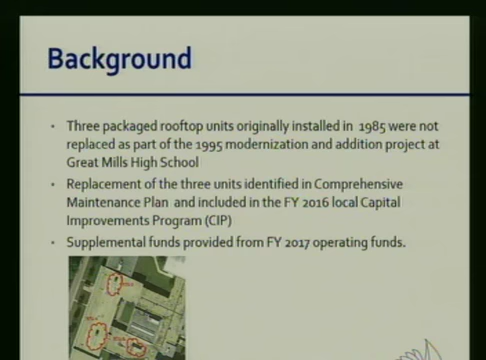 Background
• Three packaged rooftop units originally installed in 1985 were not
replaced as part of the 1995 modernization and addition project at
Great Mills High School
• Replacement of the three units identified in Comprehensive
Maintenance Plan and included in the FY 2016 local Capital
Improvements Program (CIP)
• Supplemental funds provided from FY 2017 operating funds.